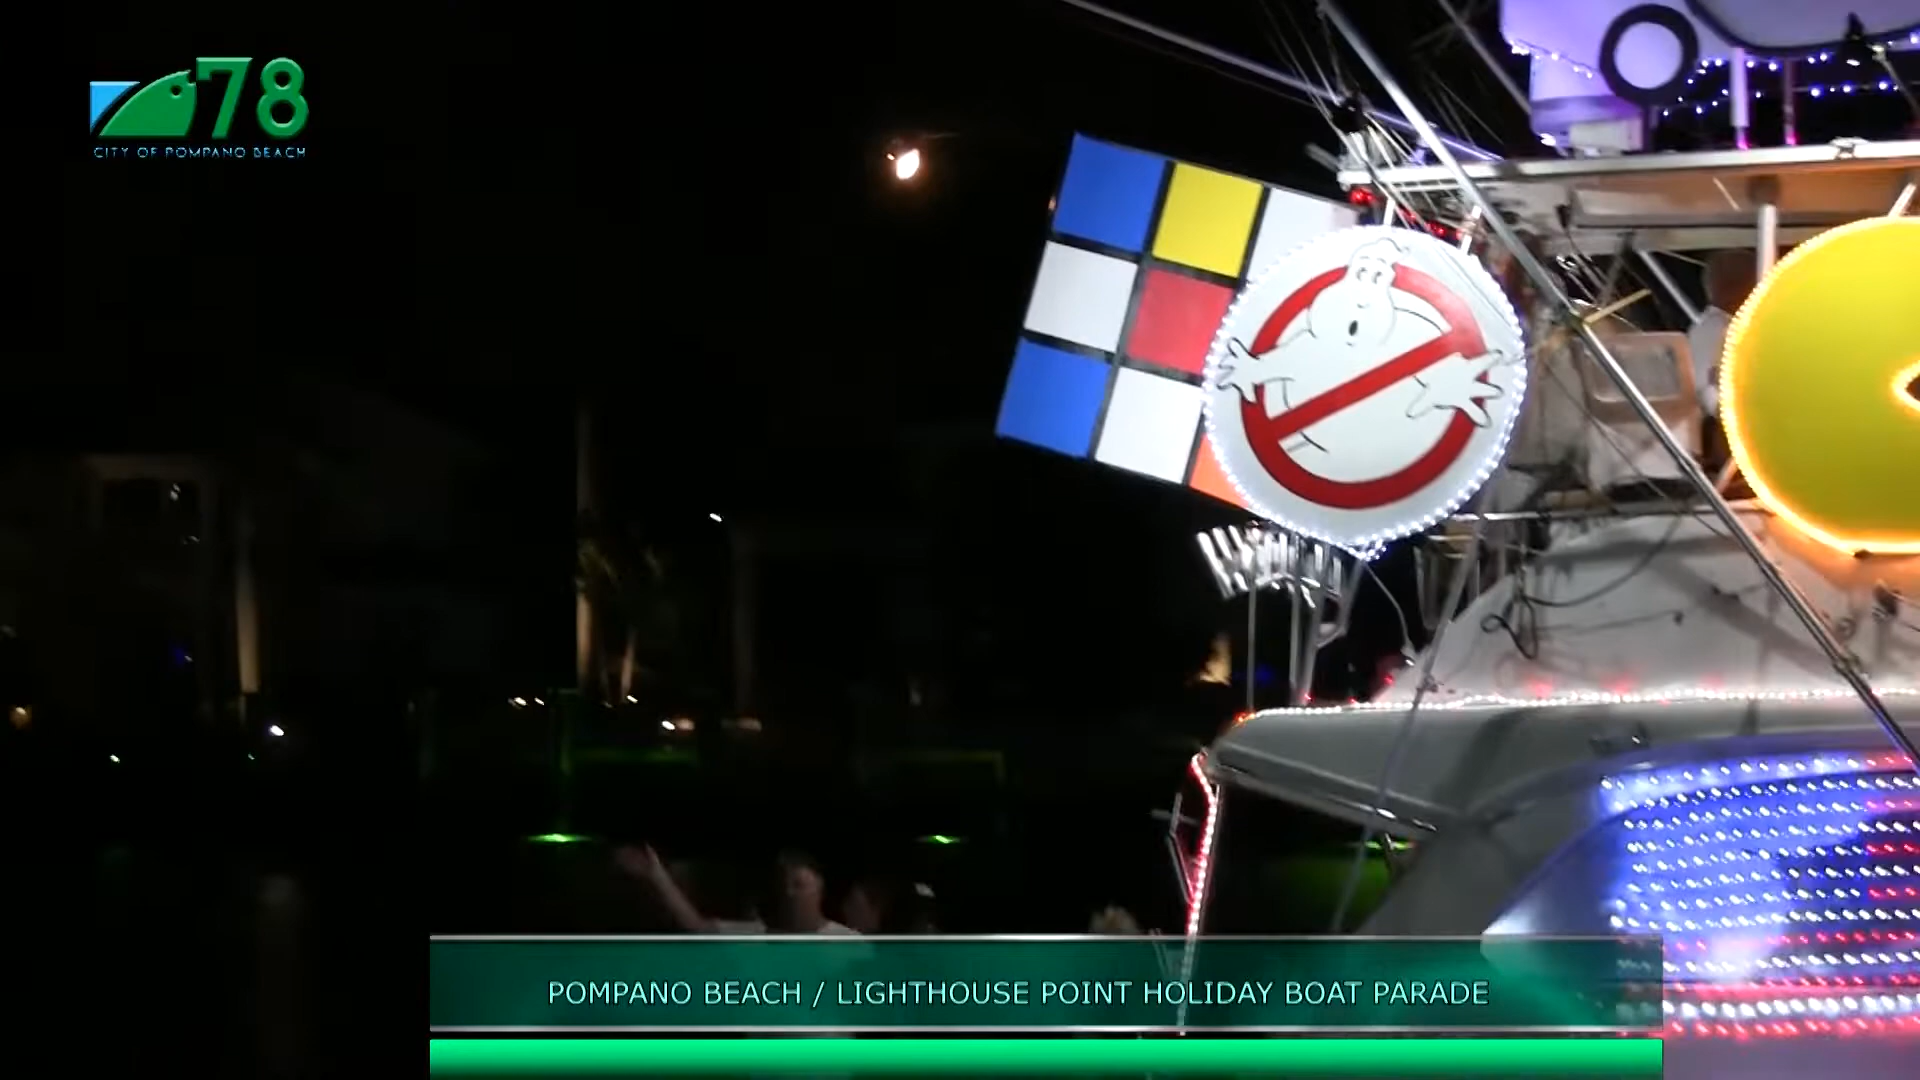 78
CITY OF POMPANO BEACH
POMPANO BEACH / LIGHTHOUSE POINT HOLIDAY BOAT PARADE